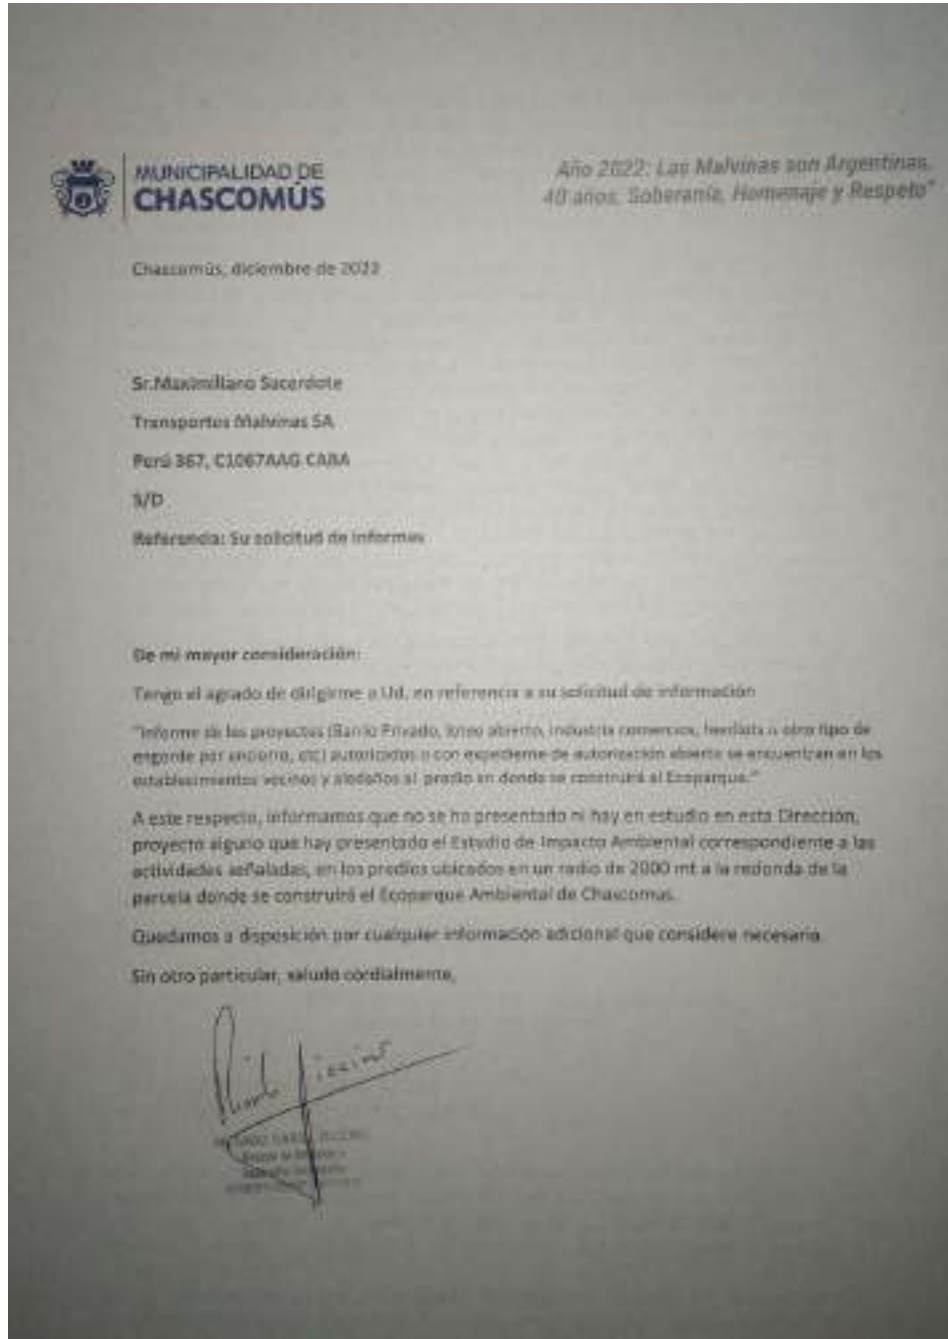 MUNICIPALIDAD DE
CHASCOMÚS
Año 2022: Las Malvinas son Argentinas,
40 años, Soberanía, Homenaje y Respeto"
Chascomús, diciembre de 2022
Sr.Maximiliano Sacerdote
Transportes Malvinas SA
Perú 367, C1067AAG CABA
S/D
Referencia: Su solicitud de informes
De mi mayor consideración:
Tengo el agrado de dirigirme a Ud, en referencia a su solicitud de información
"Informe de los proyectos (Barrio Privado, loteo abierto, industria comercios, feedlots u otro tipo de
engorde por encierro, etc) autorizados o con expediente de autorización abierto se encuentran en los
establecimientos vecinos y aledaños al predio en donde se construirá el Ecoparque."
A este respecto, informamos que no se ha presentado ni hay en estudio en esta Dirección,
proyecto alguno que hay presentado el Estudio de Impacto Ambiental correspondiente a las
actividades señaladas, en los predios ubicados en un radio de 2000 mt a la redonda de la
parcela donde se construirá el Ecoparque Ambiental de Chascomus.
Quedamos a disposición por cualquier información adicional que considere necesaria
Sin otro particular, saludo cordialmente,